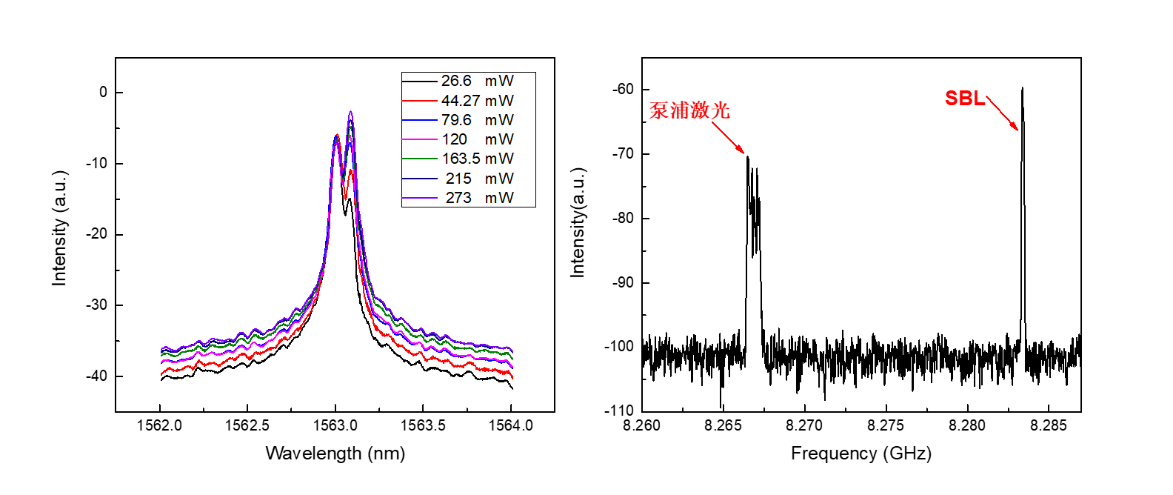 0
-10
-20
-30
-40
1562.0 1562.5 1563.0 1563.5 1564.0
Intensity (a.u.)
Wavelength (nm)
26.6 mW
44.27 mW
79.6 mW
120 mW
163.5 mW
215 mW
273 mW
-60
-70
-80
-90
-100
-110
8.260 8.265 8.270 8.275 8.280 8.285
Intensity(a.u.)
Frequency (GHz)
泵浦激光
SBL